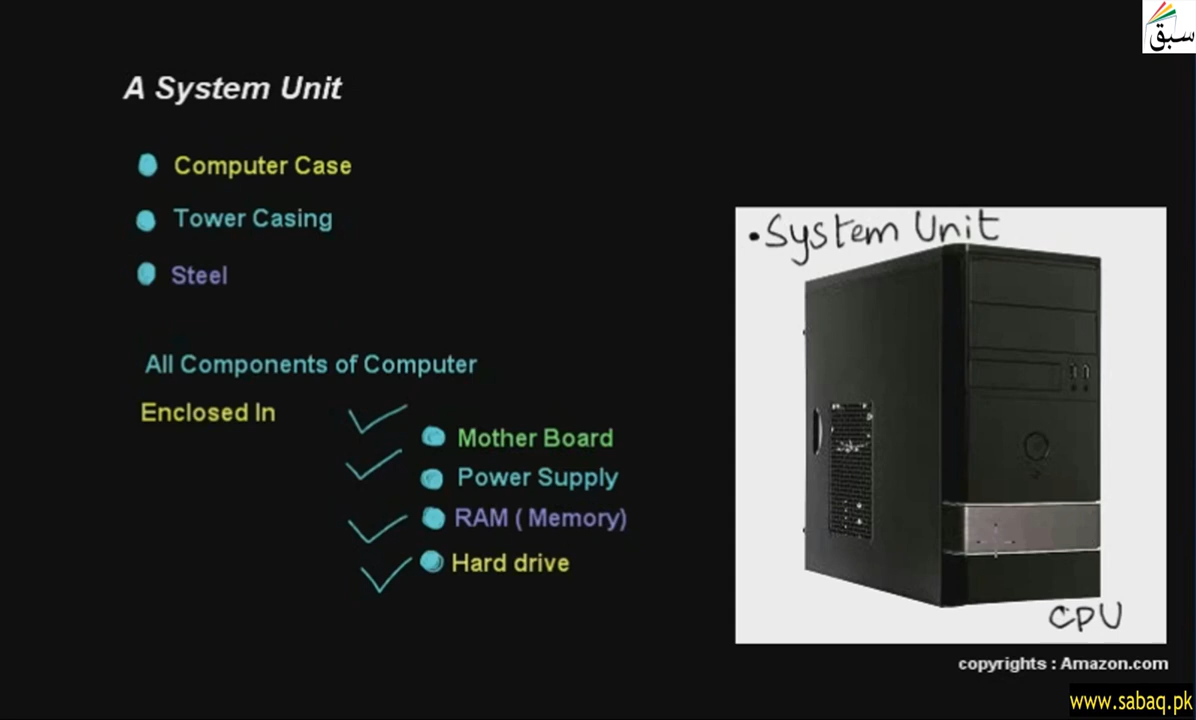 سبق
A System Unit
Computer Case
Tower Casing
Steel
All Components of Computer
Enclosed In
Mother Board
Power Supply
RAM ( Memory)
Hard drive
•System Unit
CPU
copyrights : Amazon.com
www.sabaq.pk